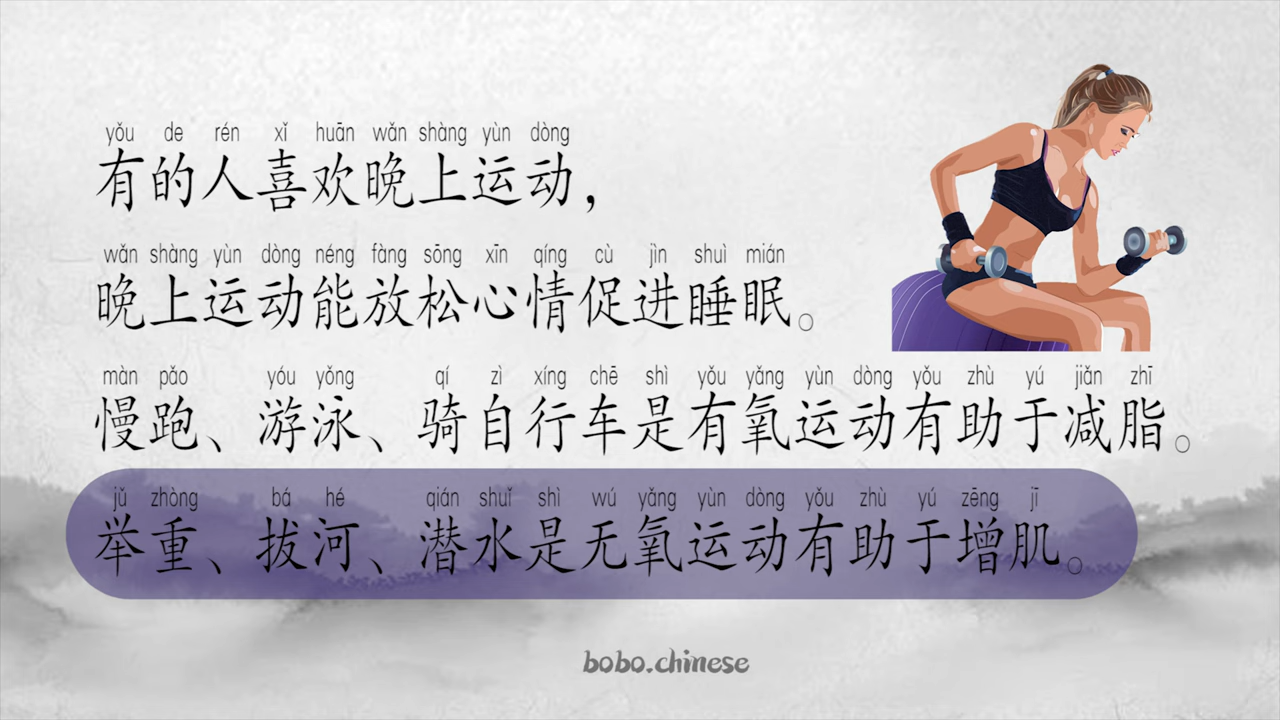 yǒu de rén xǐ huān wǎn shàng yùn dòng
有的人喜欢晚上运动，
wǎn shàng yùn dòng néng fàng sōng xīn qíng cù jìn shuì mián
晚上运动能放松心情促进睡眠。
màn pǎo yóu yǒng qí zì xíng chē shì yǒu yǎng yùn dòng yǒu zhù yú jiǎn zhī
慢跑、游泳、骑自行车是有氧运动有助于减脂。
jǔ zhòng bá hé qián shuǐ shì wú yǎng yùn dòng yǒu zhù yú zēng jī
举重、拔河、潜水是无氧运动有助于增肌。
bobo.chinese